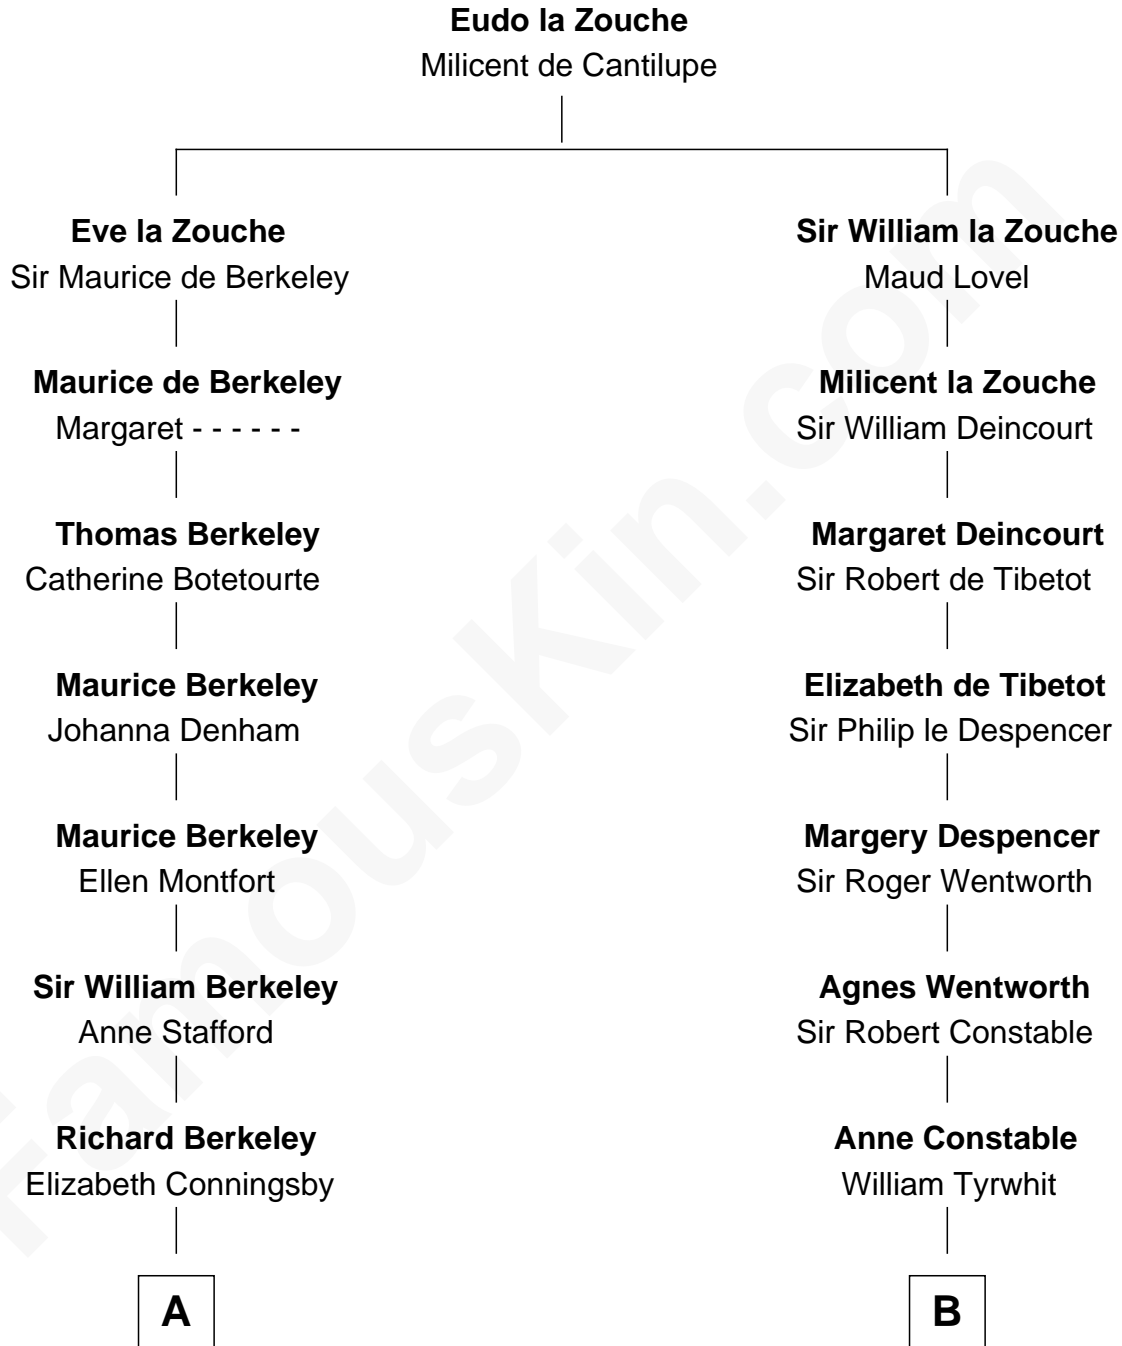 Eudo la Zouche
Milicent de Cantilupe
Eve la Zouche
Sir Maurice de Berkeley
Maurice de Berkeley
Margaret - - - - - -
Thomas Berkeley
Catherine Botetourte
Maurice Berkeley
Johanna Denham
Maurice Berkeley
Ellen Montfort
Sir William Berkeley
Anne Stafford
Richard Berkeley
Elizabeth Conningsby
A
Sir William la Zouche
Maud Lovel
Milicent la Zouche
Sir William Deincourt
Margaret Deincourt
Sir Robert de Tibetot
Elizabeth de Tibetot
Sir Philip le Despencer
Margery Despencer
Sir Roger Wentworth
Agnes Wentworth
Sir Robert Constable
Anne Constable
William Tyrwhit
B
FamousKin.com